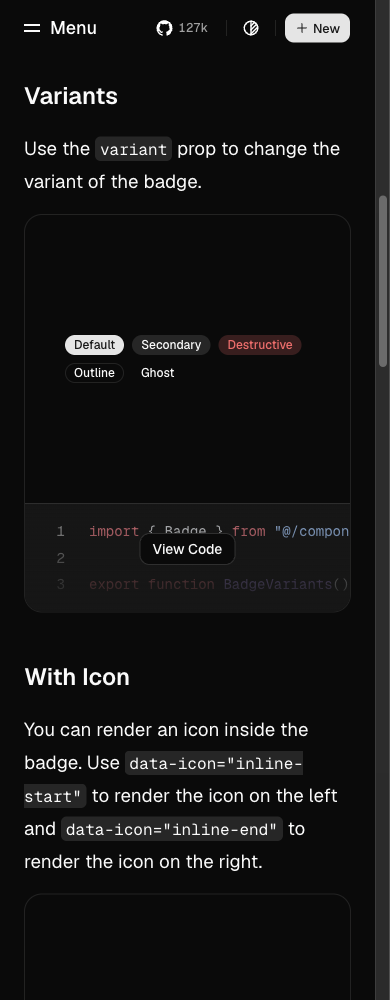 Menu
127k
+ New
Variants
Use the variant prop to change the
variant of the badge.
Default Secondary Destructive
Outline Ghost
1 import { Badge } from "@/compon
View Code
2
3 export function BadgeVariants()
With Icon
You can render an icon inside the
badge. Use data-icon="inline-
start" to render the icon on the left
and data-icon="inline-end" to
render the icon on the right.